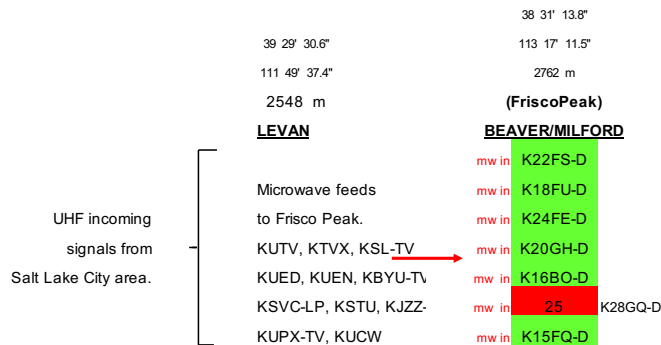 38 31' 13.8"
39 29' 30.6" 113 17' 11.5"
111 49' 37.4" 2762 m
2548 m (FriscoPeak)
LEVAN BEAVER/MILFORD
mw in K22FS-D
Microwave feeds mw in K18FU-D
UHF incoming to Frisco Peak. mw in K24FE-D
signals from KUTV, KTVX, KSL-TV mw in K20GH-D
Salt Lake City area. KUED, KUEN, KBYU-TV mw in K16BO-D
KSVC-LP, KSTU, KJZZ- mw in 25 K28GQ-D
KUPX-TV, KUCW mw in K15FQ-D